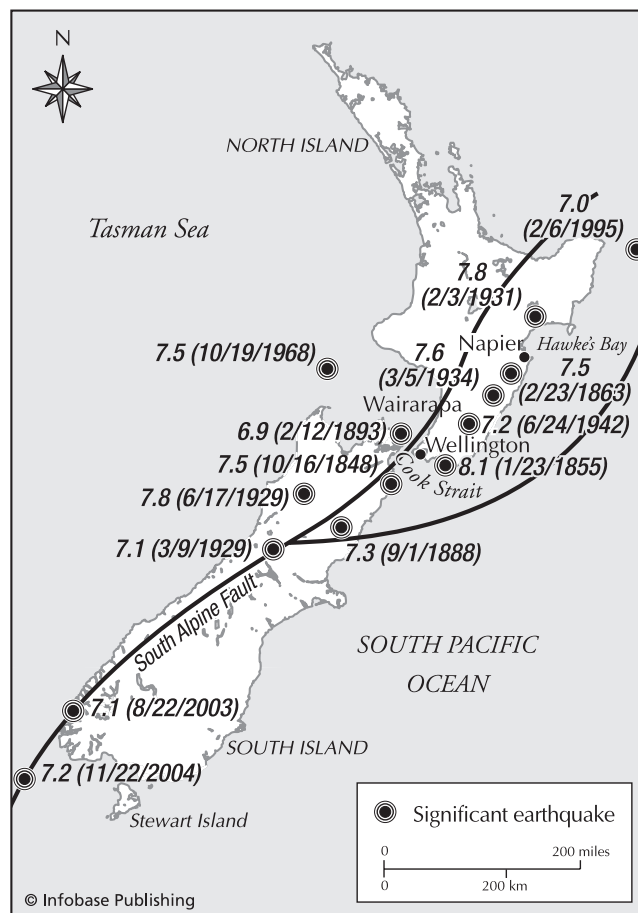 N
NORTH ISLAND
Tasman Sea
7.0
(2/6/1995)
7.8
(2/3/1931)
Napier
Hawke's Bay
7.5 (10/19/1968)
7.6
(3/5/1934)
7.5
(2/23/1863)
Wairarapa
6.9 (2/12/1893)
7.2 (6/24/1942)
Wellington
7.5 (10/16/1848)
Cook Strait
8.1 (1/23/1855)
7.8 (6/17/1929)
7.1 (3/9/1929)
7.3 (9/1/1888)
South Alpine Fault
SOUTH PACIFIC
OCEAN
7.1 (8/22/2003)
SOUTH ISLAND
7.2 (11/22/2004)
Stewart Island
Significant earthquake
0 200 miles
0 200 km
© Infobase Publishing